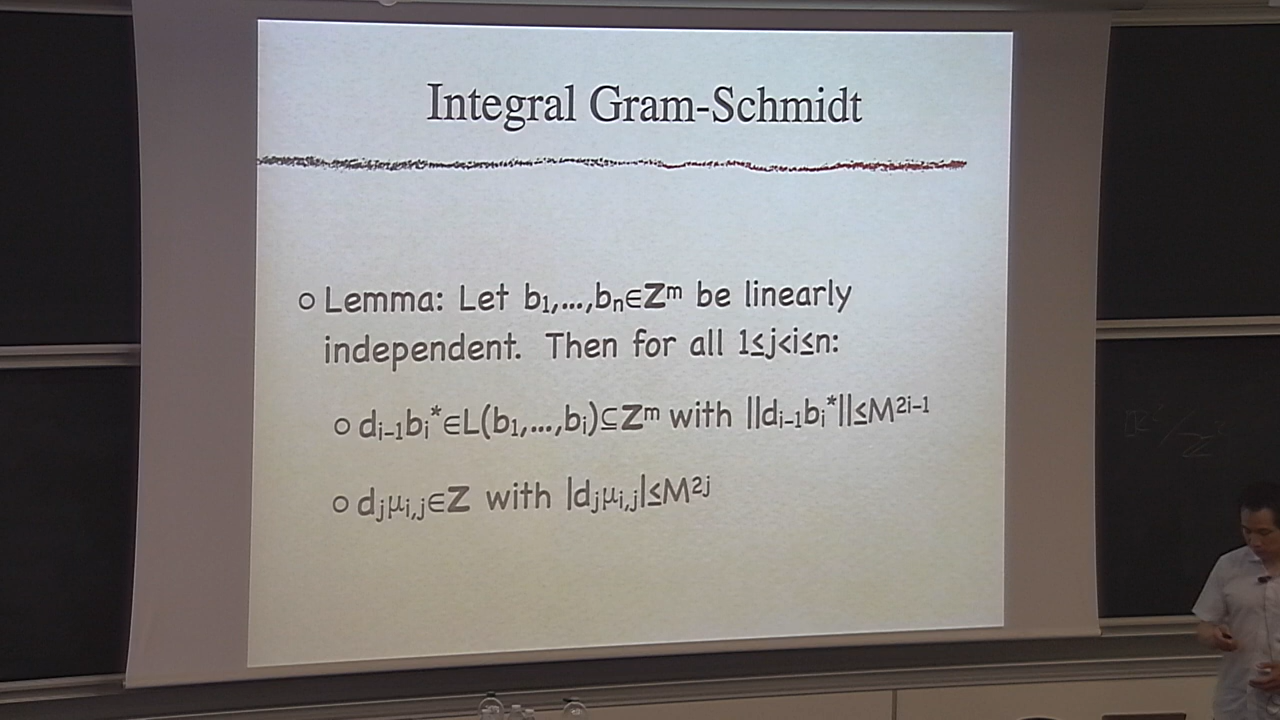 Integral Gram-Schmidt
Lemma: Let b₁,...,bₙ∈Zᵐ be linearly
independent. Then for all 1≤j<i≤n:
dᵢ₋₁bᵢ*∈L(b₁,...,bᵢ)⊆Zᵐ with ||dᵢ₋₁bᵢ*||≤M²ⁱ⁻¹
dⱼμᵢ,ⱼ∈Z with |dⱼμᵢ,ⱼ|≤M²ʲ